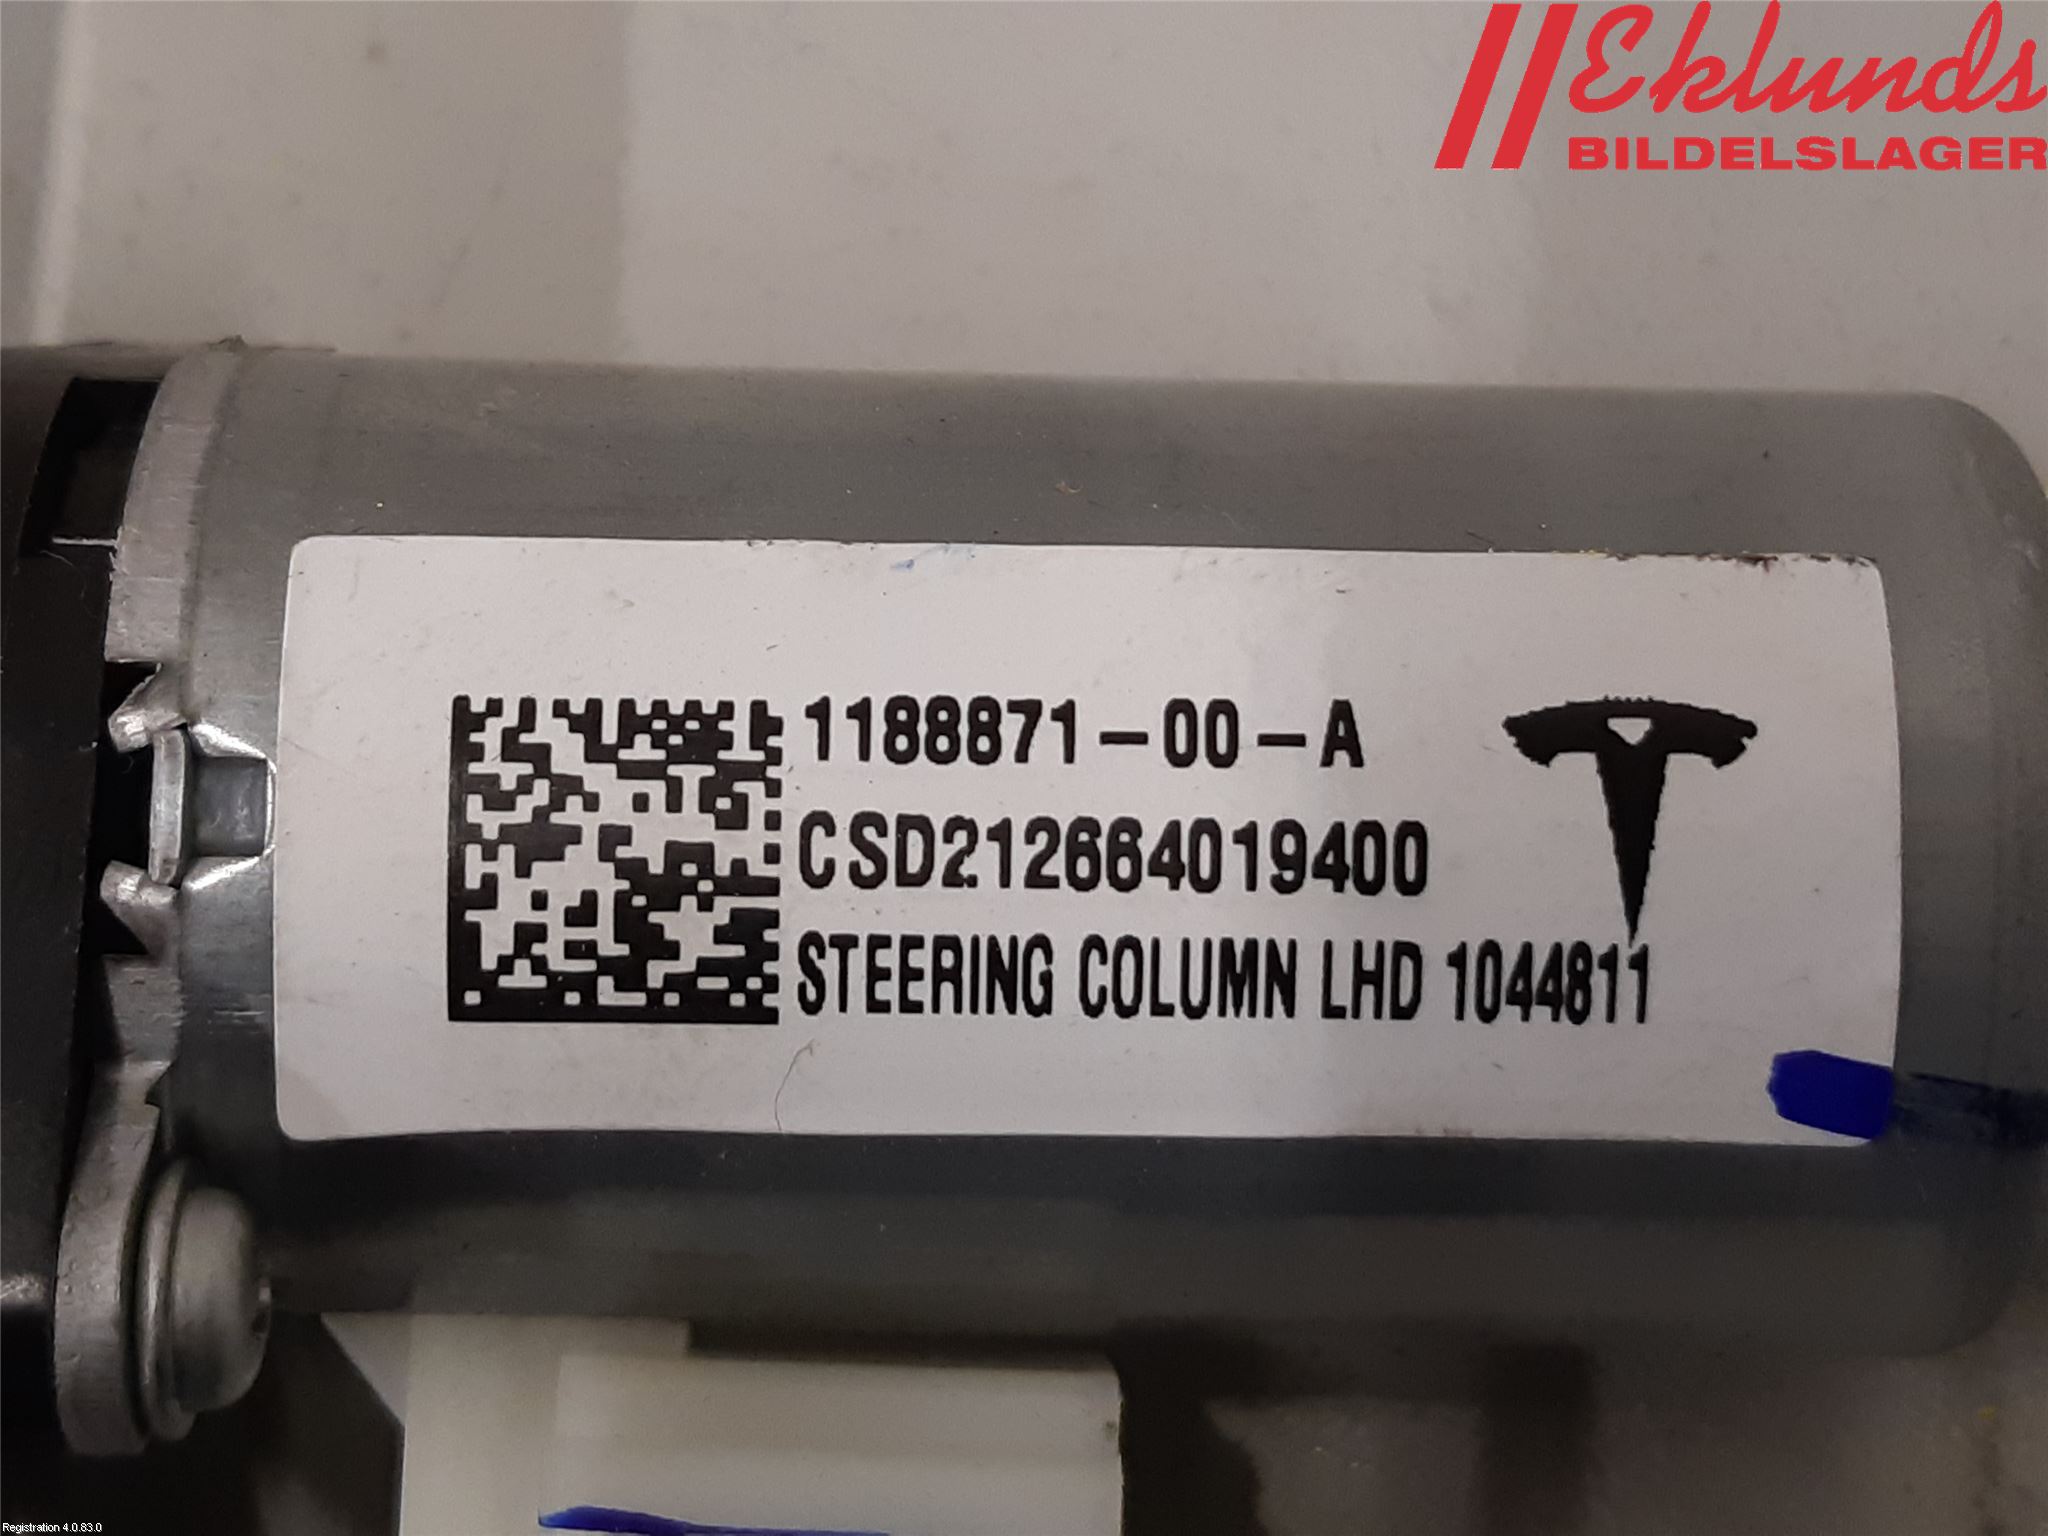 Eklunds
BILDELSLAGER
1188871-00-A
CSD212664019400
STEERING COLUMN LHD 1044811
Registration 4.0.83.0